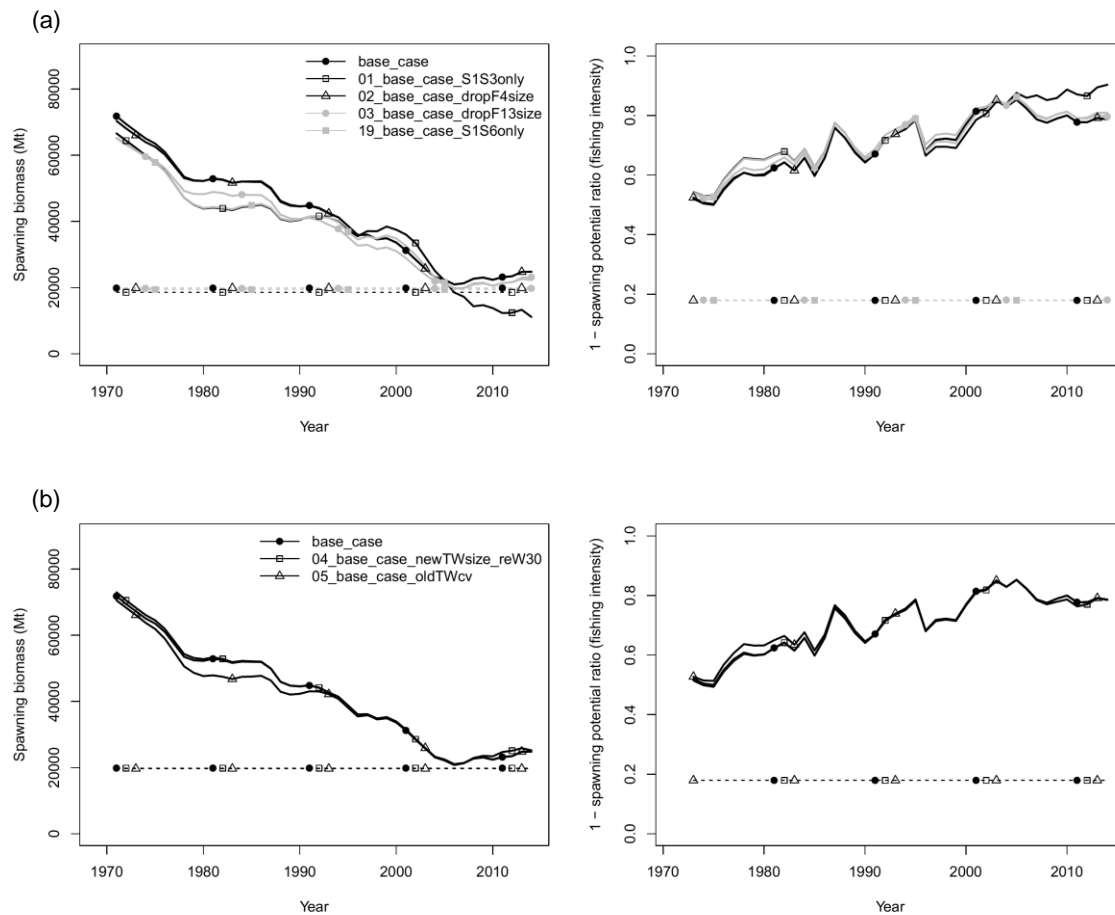 (a)
Spawning biomass (Mt)
80000
60000
40000
20000
0
base_case
01_base_case_S1S3only
02_base_case_dropF4size
03_base_case_dropF13size
19_base_case_S1S6only
1970 1980 1990 2000 2010
Year
1 − spawning potential ratio (fishing intensity)
1.0
0.8
0.6
0.4
0.2
0.0
1970 1980 1990 2000 2010
Year
(b)
Spawning biomass (Mt)
80000
60000
40000
20000
0
base_case
04_base_case_newTWsize_reW30
05_base_case_oldTWcv
1970 1980 1990 2000 2010
Year
1 − spawning potential ratio (fishing intensity)
1.0
0.8
0.6
0.4
0.2
0.0
1970 1980 1990 2000 2010
Year